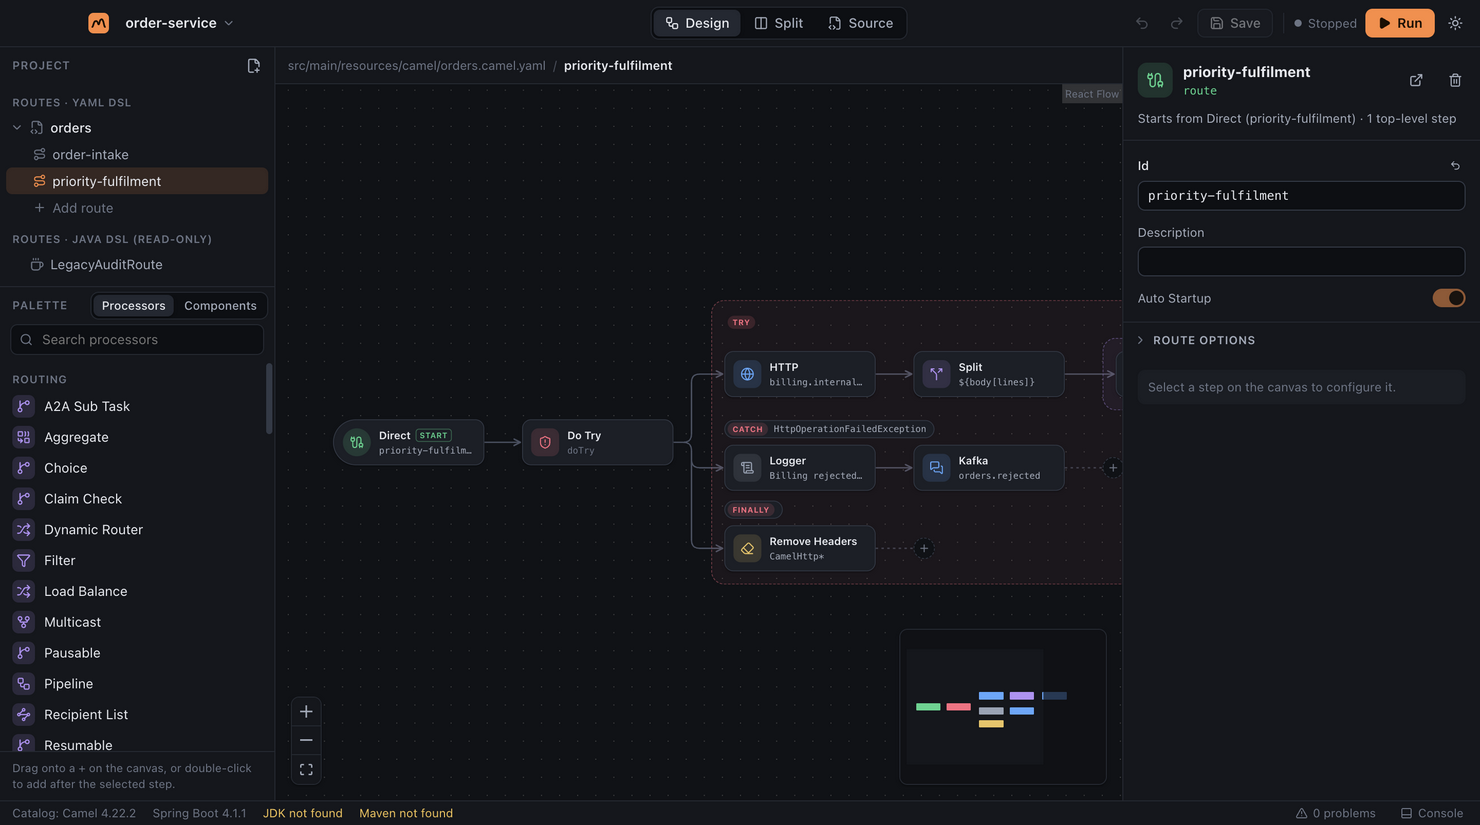 order-service
Design
Split
Source
Save
Stopped
Run
PROJECT
ROUTES · YAML DSL
orders
order-intake
priority-fulfilment
Add route
ROUTES · JAVA DSL (READ-ONLY)
LegacyAuditRoute
PALETTE
Processors
Components
Search processors
ROUTING
A2A Sub Task
Aggregate
Choice
Claim Check
Dynamic Router
Filter
Load Balance
Multicast
Pausable
Pipeline
Recipient List
Resumable
Drag onto a + on the canvas, or double-click
to add after the selected step.
src/main/resources/camel/orders.camel.yaml / priority-fulfilment
React Flow
TRY
HTTP
billing.internal…
Split
${body[lines]}
Direct START
priority-fulfilm…
Do Try
doTry
CATCH HttpOperationFailedException
Logger
Billing rejected…
Kafka
orders.rejected
FINALLY
Remove Headers
CamelHttp*
priority-fulfilment
route
Starts from Direct (priority-fulfilment) · 1 top-level step
Id
priority-fulfilment
Description
Auto Startup
ROUTE OPTIONS
Select a step on the canvas to configure it.
Catalog: Camel 4.22.2
Spring Boot 4.1.1
JDK not found
Maven not found
0 problems
Console